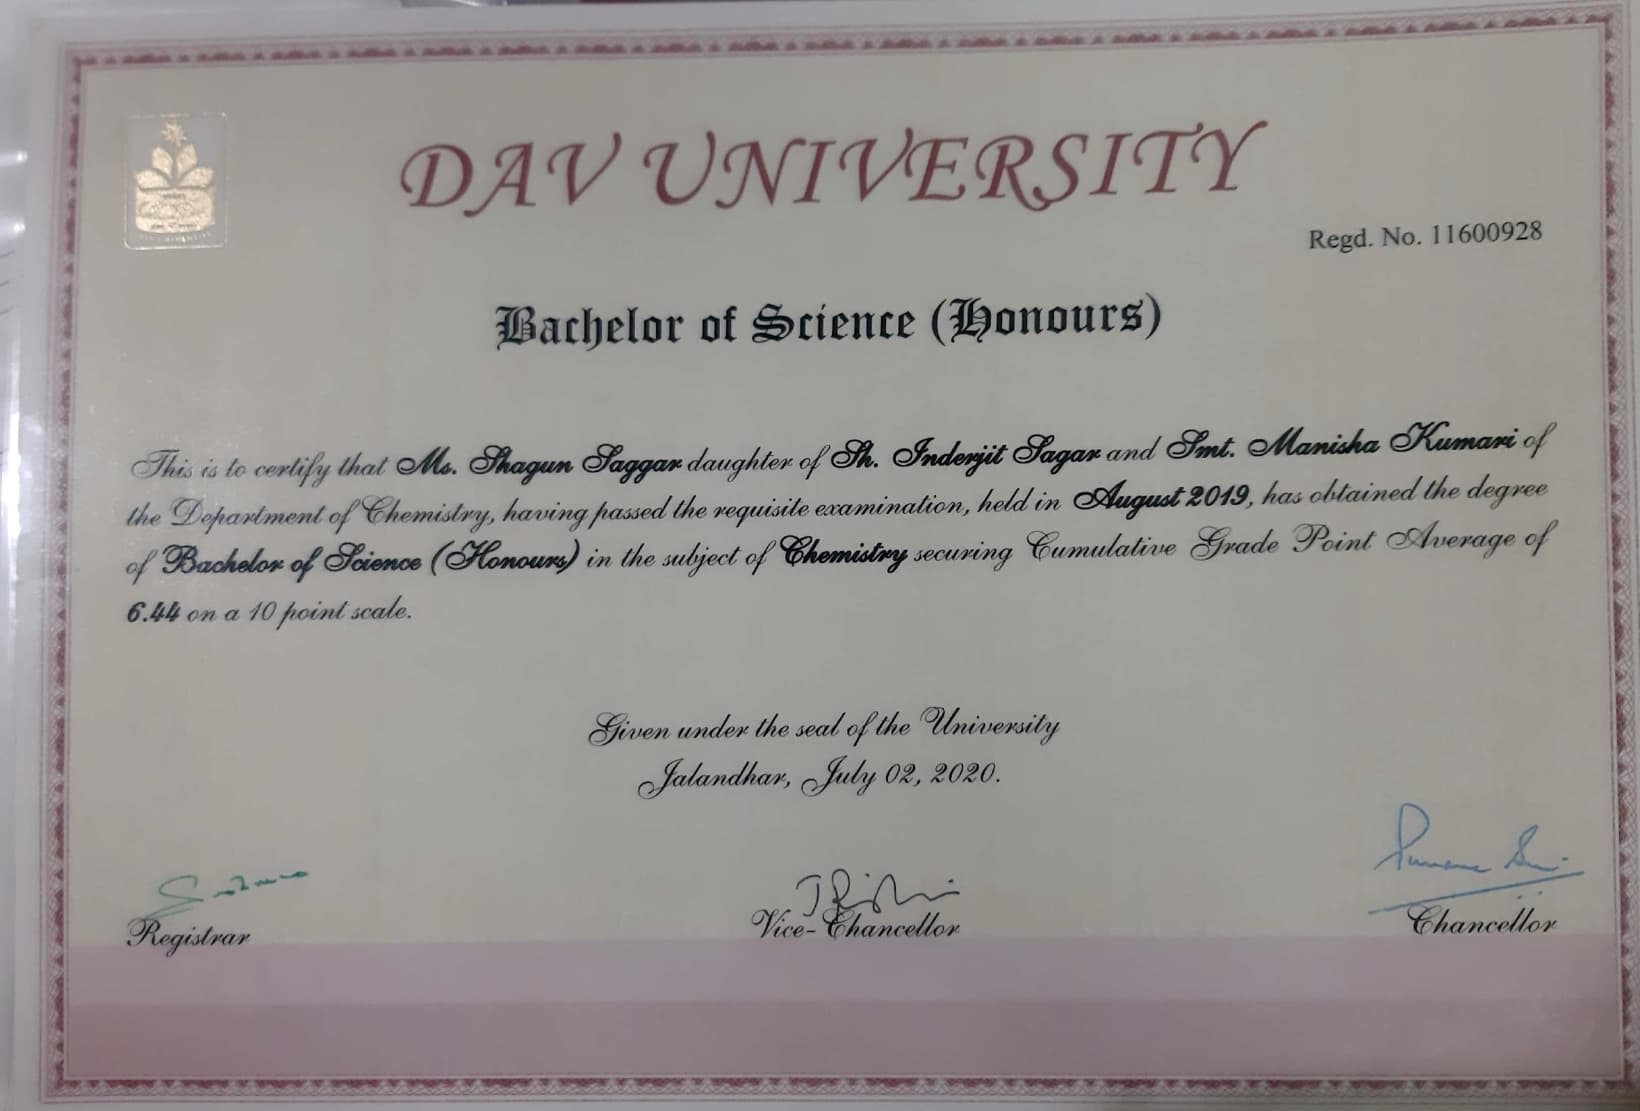 DAV UNIVERSITY
Regd. No. 11600928
Bachelor of Science (Honours)
This is to certify that Ms. Shagun Saggar daughter of Sh. Inderjit Sagar and Smt. Manisha Kumari of
the Department of Chemistry, having passed the requisite examination, held in August 2019, has obtained the degree
of Bachelor of Science (Honours) in the subject of Chemistry securing Cumulative Grade Point Average of
6.44 on a 10 point scale.
Given under the seal of the University
Jalandhar, July 02, 2020.
Registrar
Vice-Chancellor
Chancellor